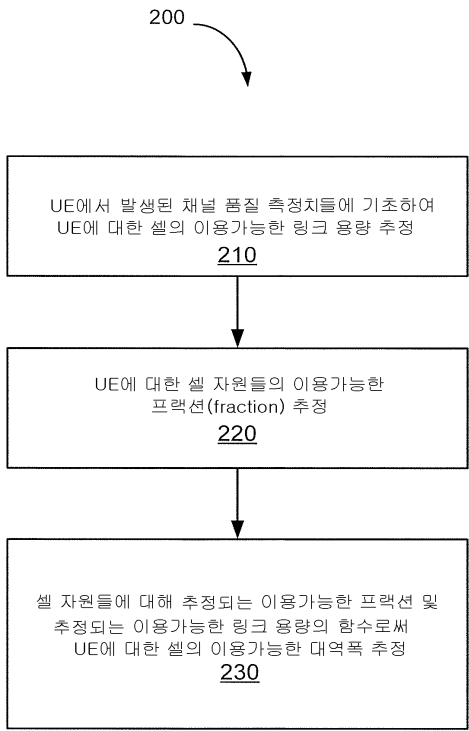 200
UE에서 발생된 채널 품질 측정치들에 기초하여
UE에 대한 셀의 이용가능한 링크 용량 추정
210
UE에 대한 셀 자원들의 이용가능한
프랙션(fraction) 추정
220
셀 자원들에 대해 추정되는 이용가능한 프랙션 및
추정되는 이용가능한 링크 용량의 함수로써
UE에 대한 셀의 이용가능한 대역폭 추정
230